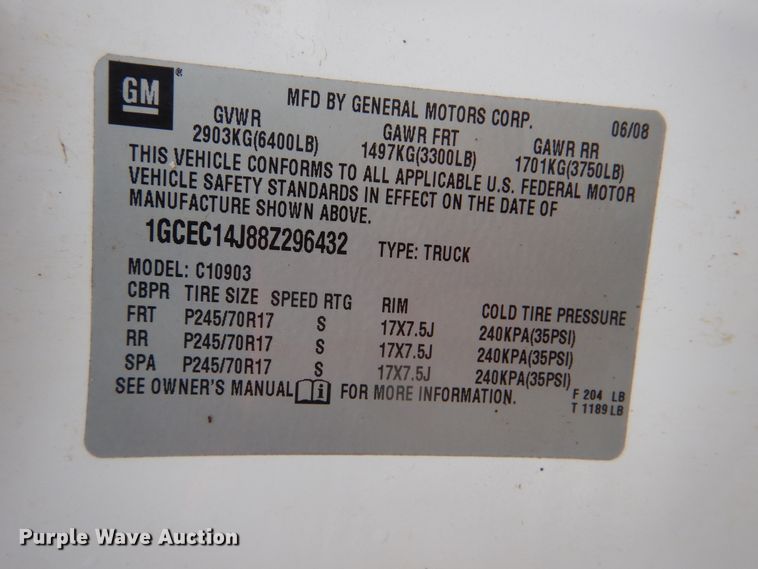 GM®
MFD BY GENERAL MOTORS CORP. 06/08
GVWR GAWR FRT GAWR RR
2903KG(6400LB) 1497KG(3300LB) 1701KG(3750LB)
THIS VEHICLE CONFORMS TO ALL APPLICABLE U.S. FEDERAL MOTOR
VEHICLE SAFETY STANDARDS IN EFFECT ON THE DATE OF
MANUFACTURE SHOWN ABOVE.
1GCEC14J88Z296432 TYPE: TRUCK
MODEL: C10903
CBPR TIRE SIZE SPEED RTG RIM COLD TIRE PRESSURE
FRT P245/70R17 S 17X7.5J 240KPA(35PSI)
RR P245/70R17 S 17X7.5J 240KPA(35PSI)
SPA P245/70R17 S 17X7.5J 240KPA(35PSI)
SEE OWNER'S MANUAL i FOR MORE INFORMATION.
F 204 LB
T 1189 LB
Purple Wave Auction